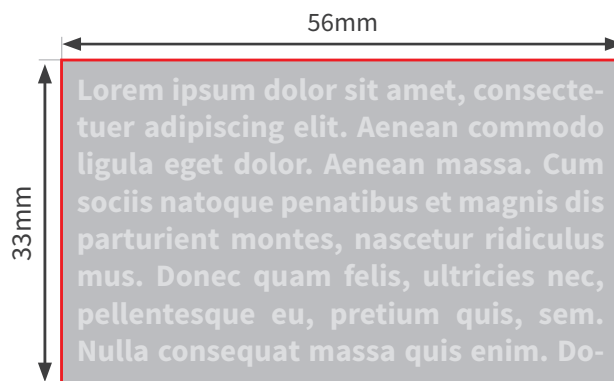 56mm
33mm
Lorem ipsum dolor sit amet, consecte-
tuer adipiscing elit. Aenean commodo
ligula eget dolor. Aenean massa. Cum
sociis natoque penatibus et magnis dis
parturient montes, nascetur ridiculus
mus. Donec quam felis, ultricies nec,
pellentesque eu, pretium quis, sem.
Nulla consequat massa quis enim. Do-